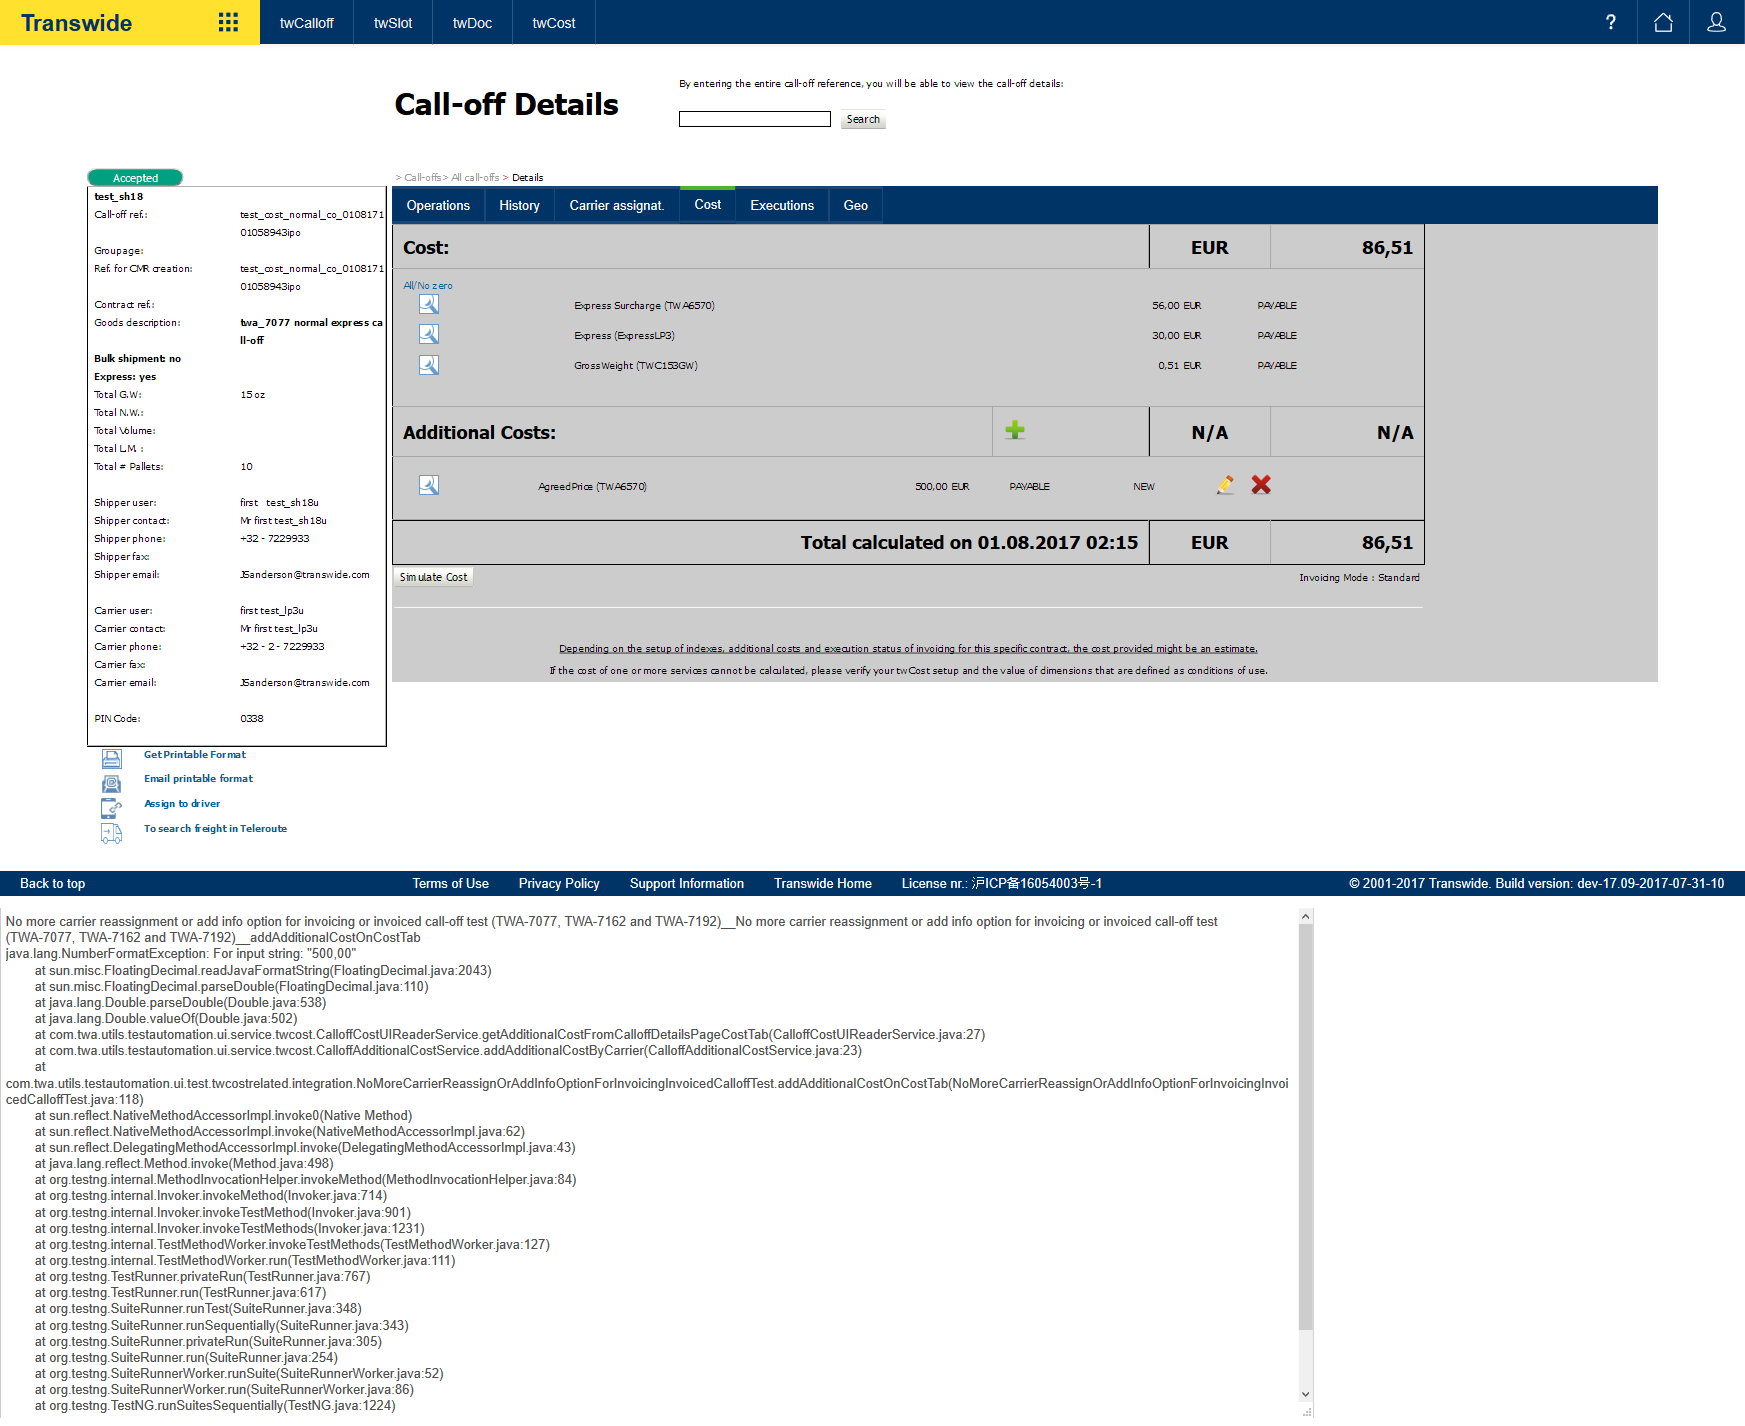 Transwide
twCalloff
twSlot
twDoc
twCost
?
Call-off Details
By entering the entire call-off reference, you will be able to view the call-off details:
Search
Accepted
test_sh18
Call-off ref.: test_cost_normal_co_0108171
01058943ipo
Groupage:
Ref. for CMR creation: test_cost_normal_co_0108171
01058943ipo
Contract ref.:
Goods description: twa_7077 normal express ca
ll-off
Bulk shipment: no
Express: yes
Total G.W: 15 oz
Total N.W.:
Total Volume:
Total L.M. :
Total # Pallets: 10
Shipper user: first test_sh18u
Shipper contact: Mr first test_sh18u
Shipper phone: +32 - 7229933
Shipper fax:
Shipper email: JSanderson@transwide.com
Carrier user: first test_lp3u
Carrier contact: Mr first test_lp3u
Carrier phone: +32 - 2 - 7229933
Carrier fax:
Carrier email: JSanderson@transwide.com
PIN Code: 0338
Get Printable Format
Email printable format
Assign to driver
To search freight in Teleroute
> Call-offs> All call-offs > Details
Operations
History
Carrier assignat.
Cost
Executions
Geo
Cost: EUR 86,51
All/No zero
Express Surcharge (TWA6570) 56,00 EUR PAYABLE
Express (ExpressLP3) 30,00 EUR PAYABLE
GrossWeight (TWC153GW) 0,51 EUR PAYABLE
Additional Costs: N/A N/A
AgreedPrice (TWA6570) 500,00 EUR PAYABLE NEW
Total calculated on 01.08.2017 02:15 EUR 86,51
Simulate Cost
Invoicing Mode : Standard
Depending on the setup of indexes, additional costs and execution status of invoicing for this specific contract, the cost provided might be an estimate.
If the cost of one or more services cannot be calculated, please verify your twCost setup and the value of dimensions that are defined as conditions of use.
Back to top
Terms of Use
Privacy Policy
Support Information
Transwide Home
License nr.: 沪ICP备16054003号-1
© 2001-2017 Transwide. Build version: dev-17.09-2017-07-31-10
No more carrier reassignment or add info option for invoicing or invoiced call-off test (TWA-7077, TWA-7162 and TWA-7192)__No more carrier reassignment or add info option for invoicing or invoiced call-off test
(TWA-7077, TWA-7162 and TWA-7192)__addAdditionalCostOnCostTab
java.lang.NumberFormatException: For input string: "500,00"
at sun.misc.FloatingDecimal.readJavaFormatString(FloatingDecimal.java:2043)
at sun.misc.FloatingDecimal.parseDouble(FloatingDecimal.java:110)
at java.lang.Double.parseDouble(Double.java:538)
at java.lang.Double.valueOf(Double.java:502)
at com.twa.utils.testautomation.ui.service.twcost.CalloffCostUIReaderService.getAdditionalCostFromCalloffDetailsPageCostTab(CalloffCostUIReaderService.java:27)
at com.twa.utils.testautomation.ui.service.twcost.CalloffAdditionalCostService.addAdditionalCostByCarrier(CalloffAdditionalCostService.java:23)
at
com.twa.utils.testautomation.ui.test.twcostrelated.integration.NoMoreCarrierReassignOrAddInfoOptionForInvoicingInvoicedCalloffTest.addAdditionalCostOnCostTab(NoMoreCarrierReassignOrAddInfoOptionForInvoicingInvoi
cedCalloffTest.java:118)
at sun.reflect.NativeMethodAccessorImpl.invoke0(Native Method)
at sun.reflect.NativeMethodAccessorImpl.invoke(NativeMethodAccessorImpl.java:62)
at sun.reflect.DelegatingMethodAccessorImpl.invoke(DelegatingMethodAccessorImpl.java:43)
at java.lang.reflect.Method.invoke(Method.java:498)
at org.testng.internal.MethodInvocationHelper.invokeMethod(MethodInvocationHelper.java:84)
at org.testng.internal.Invoker.invokeMethod(Invoker.java:714)
at org.testng.internal.Invoker.invokeTestMethod(Invoker.java:901)
at org.testng.internal.Invoker.invokeTestMethods(Invoker.java:1231)
at org.testng.internal.TestMethodWorker.invokeTestMethods(TestMethodWorker.java:127)
at org.testng.internal.TestMethodWorker.run(TestMethodWorker.java:111)
at org.testng.TestRunner.privateRun(TestRunner.java:767)
at org.testng.TestRunner.run(TestRunner.java:617)
at org.testng.SuiteRunner.runTest(SuiteRunner.java:348)
at org.testng.SuiteRunner.runSequentially(SuiteRunner.java:343)
at org.testng.SuiteRunner.privateRun(SuiteRunner.java:305)
at org.testng.SuiteRunner.run(SuiteRunner.java:254)
at org.testng.SuiteRunnerWorker.runSuite(SuiteRunnerWorker.java:52)
at org.testng.SuiteRunnerWorker.run(SuiteRunnerWorker.java:86)
at org.testng.TestNG.runSuitesSequentially(TestNG.java:1224)